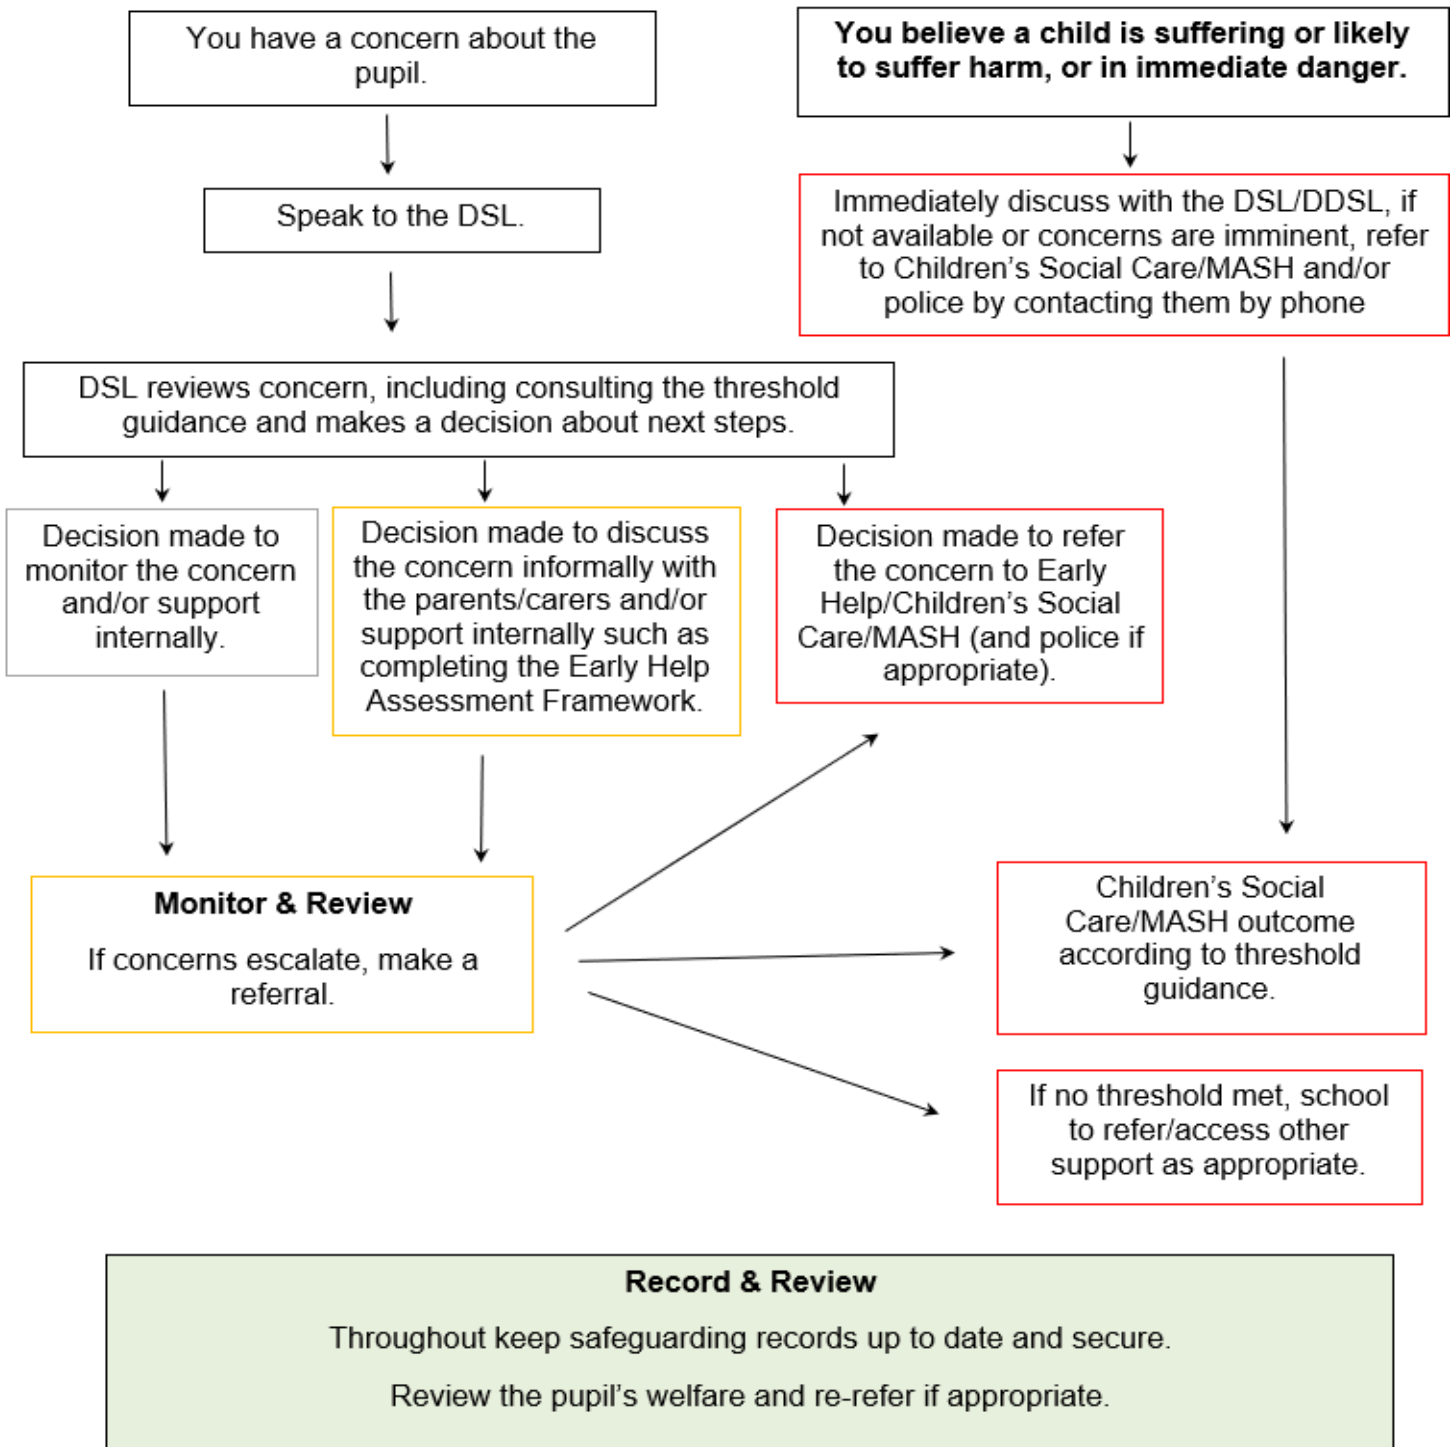 You have a concern about the
pupil.
You believe a child is suffering or likely
to suffer harm, or in immediate danger.
Speak to the DSL.
Immediately discuss with the DSL/DDSL, if
not available or concerns are imminent, refer
to Children’s Social Care/MASH and/or
police by contacting them by phone
DSL reviews concern, including consulting the threshold
guidance and makes a decision about next steps.
Decision made to
monitor the concern
and/or support
internally.
Decision made to discuss
the concern informally with
the parents/carers and/or
support internally such as
completing the Early Help
Assessment Framework.
Decision made to refer
the concern to Early
Help/Children’s Social
Care/MASH (and police if
appropriate).
Monitor & Review
If concerns escalate, make a
referral.
Children’s Social
Care/MASH outcome
according to threshold
guidance.
If no threshold met, school
to refer/access other
support as appropriate.
Record & Review
Throughout keep safeguarding records up to date and secure.
Review the pupil’s welfare and re-refer if appropriate.